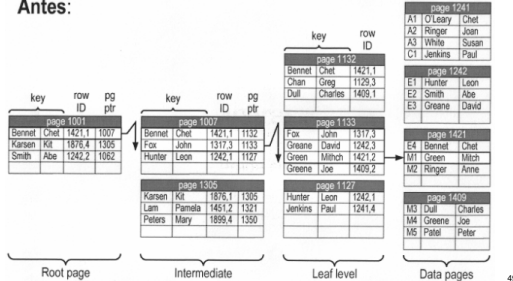 Antes:
key row ID pg ptr
page 1001
Bennet Chet 1421,1 1007
Karsen Kit 1876,4 1305
Smith Abe 1242,2 1062
Root page
key row ID pg ptr
page 1007
Bennet Chet 1421,1 1132
Fox John 1317,3 1133
Hunter Leon 1242,1 1127
page 1305
Karsen Kit 1876,1 1305
Lam Pamela 1451,2 1321
Peters Mary 1899,4 1350
Intermediate
key row ID
page 1132
Bennet Chet 1421,1
Chan Greg 1129,3
Dull Charles 1409,1
page 1133
Fox John 1317,3
Greane David 1242,3
Green Mithch 1421,2
Greene Joe 1409,2
page 1127
Hunter Leon 1242,1
Jenkins Paul 1241,4
Leaf level
page 1241
A1 O'Leary Chet
A2 Ringer Joan
A3 White Susan
C1 Jenkins Paul
page 1242
E1 Hunter Leon
E2 Smith Abe
E3 Greane David
page 1421
E4 Bennet Chet
M1 Green Mitch
M2 Ringer Anne
page 1409
M3 Dull Charles
M4 Greene Joe
M5 Patel Peter
Data pages